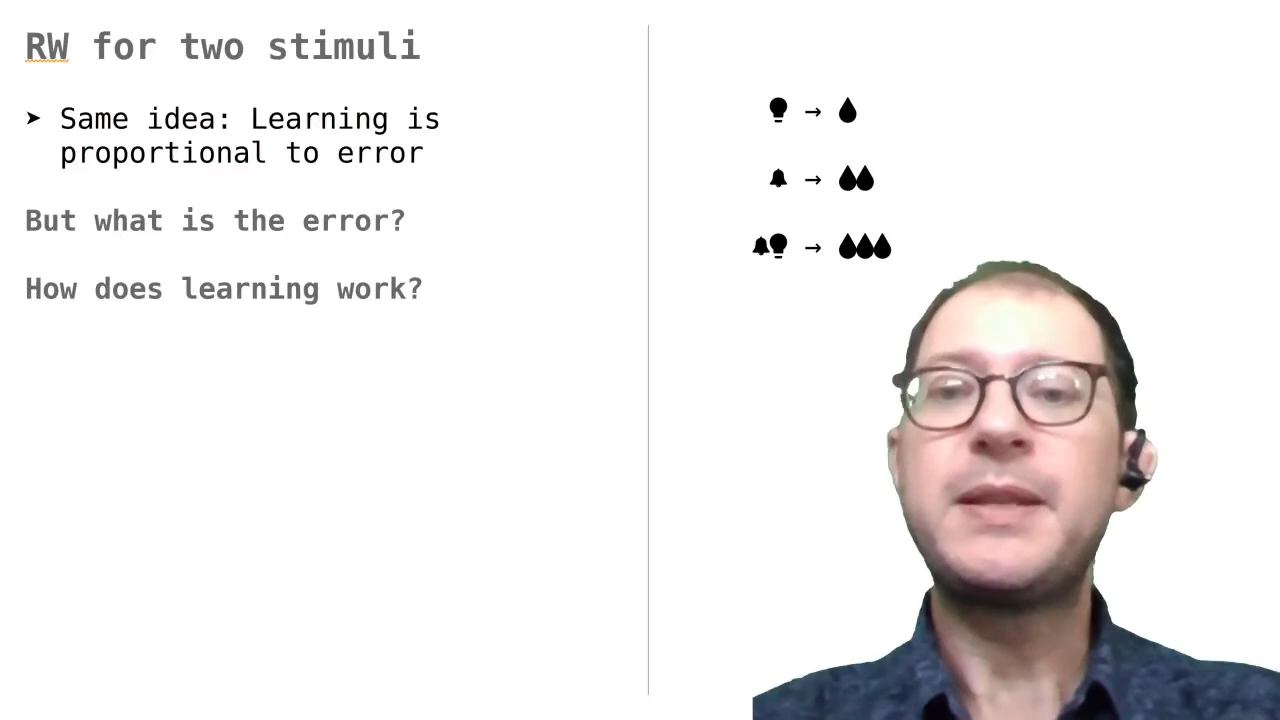 RW for two stimuli
➤ Same idea: Learning is
proportional to error
But what is the error?
How does learning work?
→
→
→